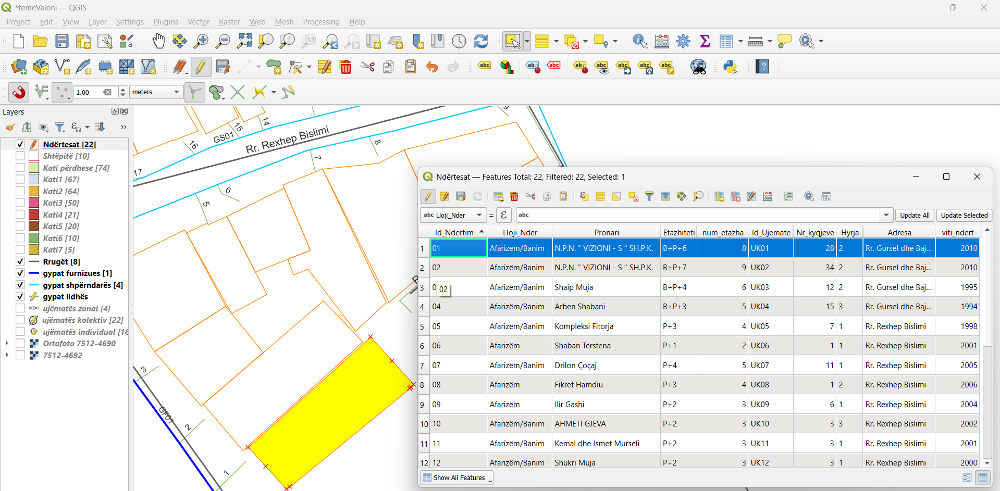 *temeValoni — QGIS
Project Edit View Layer Settings Plugins Vector Raster Web Mesh Processing Help
1.00 meters
Layers
Ndërtesat [22]
Shtëpitë [10]
Kati përdhese [74]
Kati1 [67]
Kati2 [64]
Kati3 [50]
Kati4 [21]
Kati5 [20]
Kati6 [10]
Kati7 [5]
Rrugët [8]
gypat furnizues [1]
gypat shpërndarës [4]
gypat lidhës
ujëmatës zonal [4]
ujëmatës kolektiv [22]
ujëmatës individual [18
Ortofoto 7512-4690
7512-4692
14
15
16
GS01
Rr. Rexhep Bislimi
17
9
8
7
6
5
3
GF01
2
1
Ndërtesat — Features Total: 22, Filtered: 22, Selected: 1
abc Lloji_Nder = ε abc Update All Update Selected
Id_Ndertim Lloji_Nder Pronari Etazhiteti num_etazha Id_Ujemate Nr_kyqjeve Hyrja Adresa viti_ndert
1 01 Afarizëm/Banim N.P.N. " VIZIONI - S " SH.P.K. B+P+6 8 UK01 28 2 Rr. Gursel dhe Baj... 2010
2 02 Afarizëm/Banim N.P.N. " VIZIONI - S " SH.P.K. B+P+7 9 UK02 34 2 Rr. Gursel dhe Baj... 2010
3 0 Afarizëm/Banim Shaip Muja B+P+4 6 UK03 12 2 Rr. Gursel dhe Baj... 1995
02
4 04 Afarizëm/Banim Arben Shabani B+P+3 5 UK04 15 3 Rr. Gursel dhe Baj... 1994
5 05 Afarizëm/Banim Kompleksi Fitorja P+3 4 UK05 7 1 Rr. Rexhep Bislimi 1998
6 06 Afarizëm Shaban Terstena P+1 2 UK06 1 1 Rr. Rexhep Bislimi 2001
7 07 Afarizëm/Banim Drilon Çoçaj P+4 5 UK07 11 1 Rr. Rexhep Bislimi 2005
8 08 Afarizëm Fikret Hamdiu P+3 4 UK08 1 2 Rr. Rexhep Bislimi 2006
9 09 Afarizëm Ilir Gashi P+2 3 UK09 6 1 Rr. Rexhep Bislimi 2004
10 10 Afarizëm/Banim AHMETI GJEVA P+2 3 UK10 3 3 Rr. Rexhep Bislimi 2002
11 11 Afarizëm/Banim Kemal dhe Ismet Murseli P+2 3 UK11 3 1 Rr. Rexhep Bislimi 2001
12 12 Afarizëm/Banim Shukri Muja P+2 3 UK12 3 1 Rr. Rexhep Bislimi 2000
Show All Features